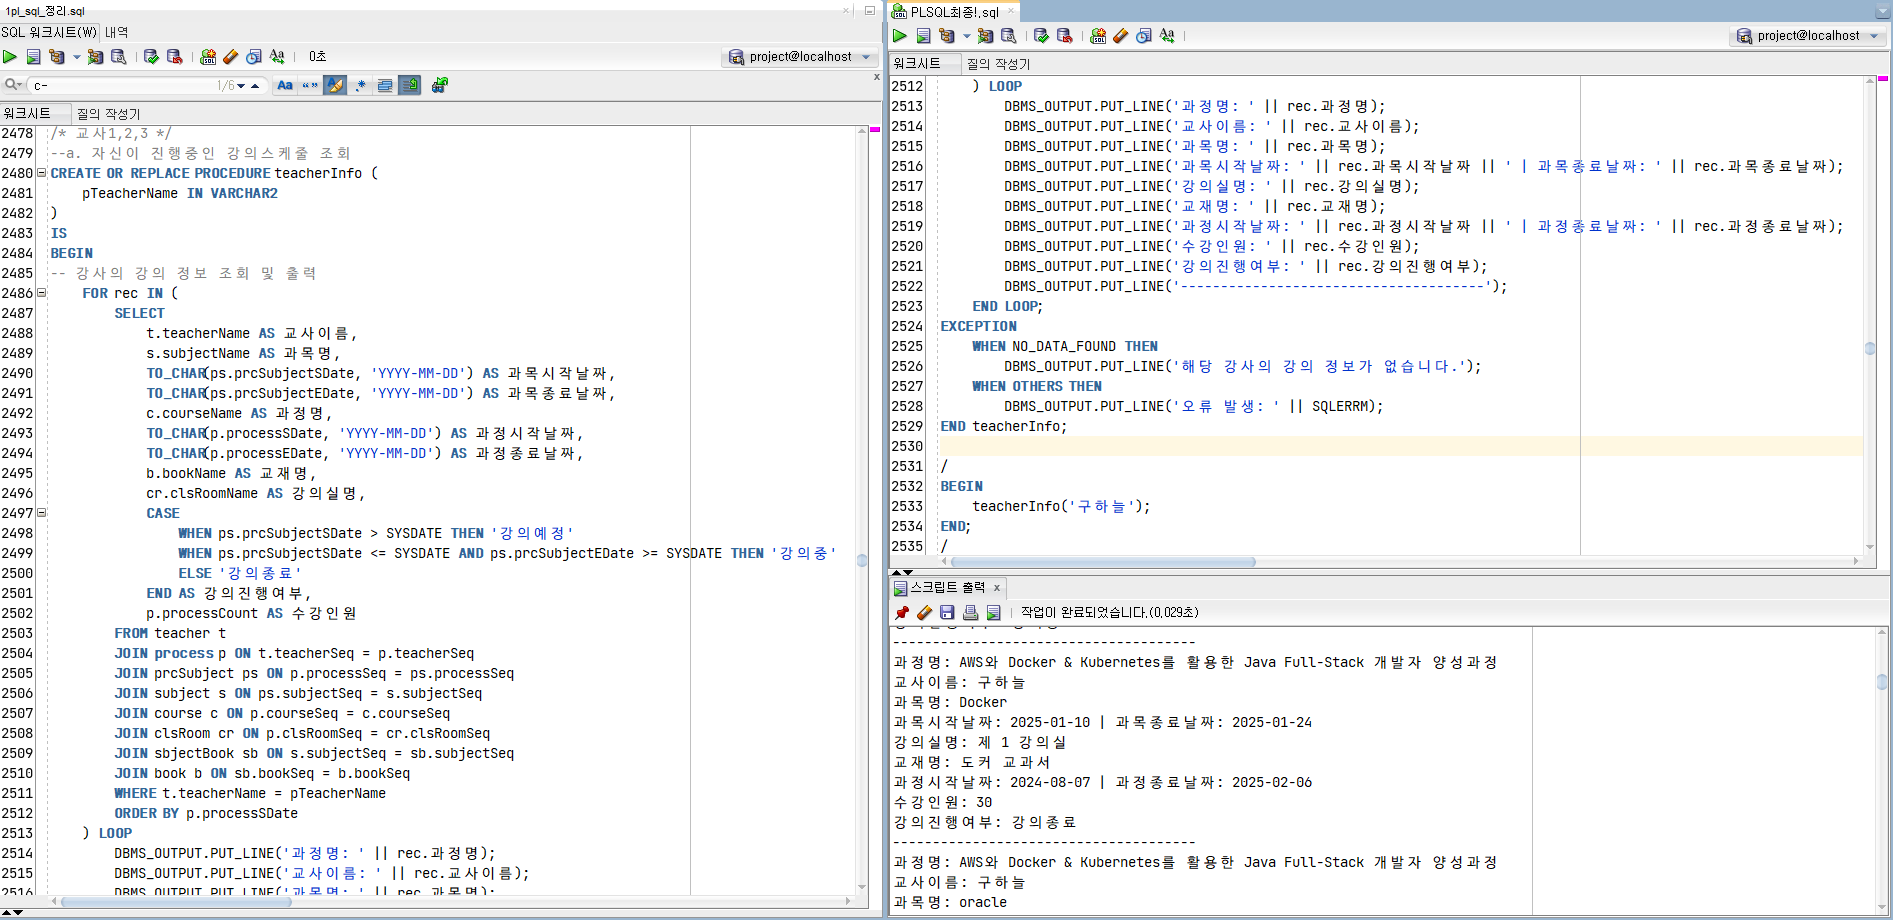 1pl_sql_정리.sql
SQL 워크시트(W) 내역
0초
project@localhost
c-
1/6
Aa
워크시트 질의 작성기
2478 /* 교사1,2,3 */
2479 --a. 자신이 진행중인 강의스케줄 조회
2480 CREATE OR REPLACE PROCEDURE teacherInfo (
2481 pTeacherName IN VARCHAR2
2482 )
2483 IS
2484 BEGIN
2485 -- 강사의 강의 정보 조회 및 출력
2486 FOR rec IN (
2487 SELECT
2488 t.teacherName AS 교사이름,
2489 s.subjectName AS 과목명,
2490 TO_CHAR(ps.prcSubjectSDate, 'YYYY-MM-DD') AS 과목시작날짜,
2491 TO_CHAR(ps.prcSubjectEDate, 'YYYY-MM-DD') AS 과목종료날짜,
2492 c.courseName AS 과정명,
2493 TO_CHAR(p.processSDate, 'YYYY-MM-DD') AS 과정시작날짜,
2494 TO_CHAR(p.processEDate, 'YYYY-MM-DD') AS 과정종료날짜,
2495 b.bookName AS 교재명,
2496 cr.clsRoomName AS 강의실명,
2497 CASE
2498 WHEN ps.prcSubjectSDate > SYSDATE THEN '강의예정'
2499 WHEN ps.prcSubjectSDate <= SYSDATE AND ps.prcSubjectEDate >= SYSDATE THEN '강의중'
2500 ELSE '강의종료'
2501 END AS 강의진행여부,
2502 p.processCount AS 수강인원
2503 FROM teacher t
2504 JOIN process p ON t.teacherSeq = p.teacherSeq
2505 JOIN prcSubject ps ON p.processSeq = ps.processSeq
2506 JOIN subject s ON ps.subjectSeq = s.subjectSeq
2507 JOIN course c ON p.courseSeq = c.courseSeq
2508 JOIN clsRoom cr ON p.clsRoomSeq = cr.clsRoomSeq
2509 JOIN sbjectBook sb ON s.subjectSeq = sb.subjectSeq
2510 JOIN book b ON sb.bookSeq = b.bookSeq
2511 WHERE t.teacherName = pTeacherName
2512 ORDER BY p.processSDate
2513 ) LOOP
2514 DBMS_OUTPUT.PUT_LINE('과정명: ' || rec.과정명);
2515 DBMS_OUTPUT.PUT_LINE('교사이름: ' || rec.교사이름);
2516 DBMS_OUTPUT.PUT_LINE('과목명: ' || rec.과목명);
PLSQL최종!.sql
project@localhost
워크시트 질의 작성기
2512 ) LOOP
2513 DBMS_OUTPUT.PUT_LINE('과정명: ' || rec.과정명);
2514 DBMS_OUTPUT.PUT_LINE('교사이름: ' || rec.교사이름);
2515 DBMS_OUTPUT.PUT_LINE('과목명: ' || rec.과목명);
2516 DBMS_OUTPUT.PUT_LINE('과목시작날짜: ' || rec.과목시작날짜 || ' | 과목종료날짜: ' || rec.과목종료날짜);
2517 DBMS_OUTPUT.PUT_LINE('강의실명: ' || rec.강의실명);
2518 DBMS_OUTPUT.PUT_LINE('교재명: ' || rec.교재명);
2519 DBMS_OUTPUT.PUT_LINE('과정시작날짜: ' || rec.과정시작날짜 || ' | 과정종료날짜: ' || rec.과정종료날짜);
2520 DBMS_OUTPUT.PUT_LINE('수강인원: ' || rec.수강인원);
2521 DBMS_OUTPUT.PUT_LINE('강의진행여부: ' || rec.강의진행여부);
2522 DBMS_OUTPUT.PUT_LINE('--------------------------------------');
2523 END LOOP;
2524 EXCEPTION
2525 WHEN NO_DATA_FOUND THEN
2526 DBMS_OUTPUT.PUT_LINE('해당 강사의 강의 정보가 없습니다.');
2527 WHEN OTHERS THEN
2528 DBMS_OUTPUT.PUT_LINE('오류 발생: ' || SQLERRM);
2529 END teacherInfo;
2530
2531 /
2532 BEGIN
2533 teacherInfo('구하늘');
2534 END;
2535 /
스크립트 출력
작업이 완료되었습니다.(0.029초)
--------------------------------------
과정명: AWS와 Docker & Kubernetes를 활용한 Java Full-Stack 개발자 양성과정
교사이름: 구하늘
과목명: Docker
과목시작날짜: 2025-01-10 | 과목종료날짜: 2025-01-24
강의실명: 제 1 강의실
교재명: 도커 교과서
과정시작날짜: 2024-08-07 | 과정종료날짜: 2025-02-06
수강인원: 30
강의진행여부: 강의종료
--------------------------------------
과정명: AWS와 Docker & Kubernetes를 활용한 Java Full-Stack 개발자 양성과정
교사이름: 구하늘
과목명: oracle